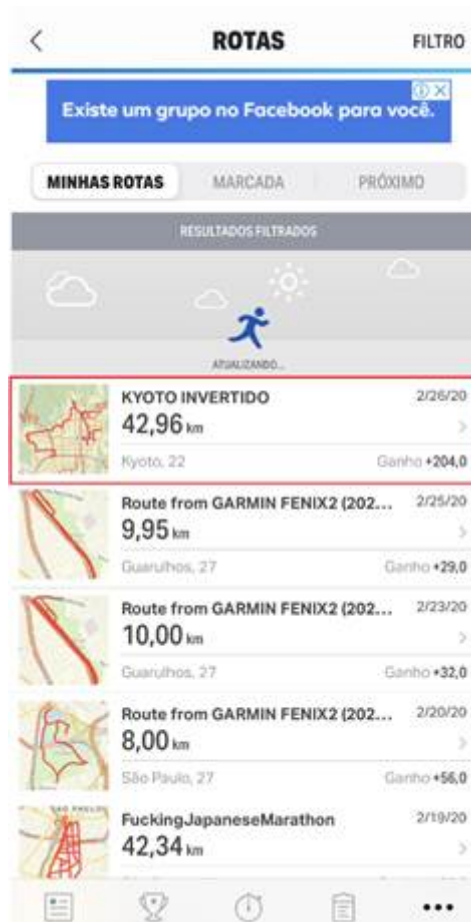 ROTAS FILTRO
Existe um grupo no Facebook para você.
MINHAS ROTAS MARCADA PRÓXIMO
RESULTADOS FILTRADOS
ATUALIZANDO...
KYOTO INVERTIDO 2/26/20
42,96 km
Kyoto, 22 Ganho +204,0
Route from GARMIN FENIX2 (202... 2/25/20
9,95 km
Guarulhos, 27 Ganho +29,0
Route from GARMIN FENIX2 (202... 2/23/20
10,00 km
Guarulhos, 27 Ganho +32,0
Route from GARMIN FENIX2 (202... 2/20/20
8,00 km
São Paulo, 27 Ganho +56,0
FuckingJapaneseMarathon 2/19/20
42,34 km